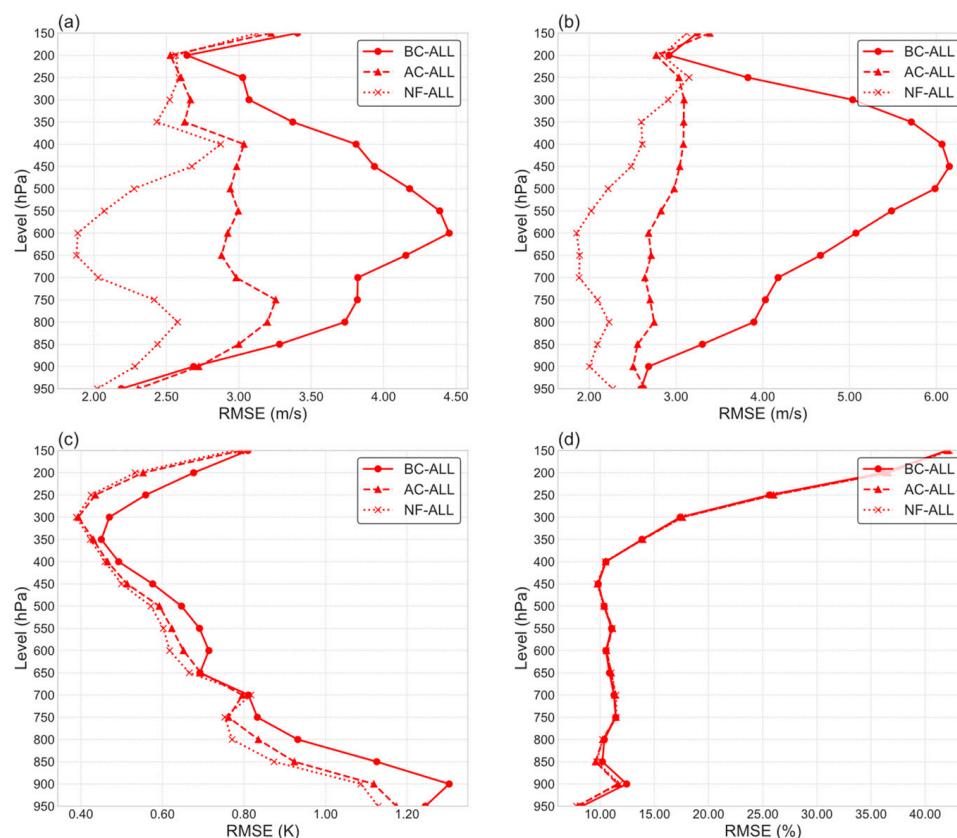 (a)
150
200
250
300
350
400
450
500
550
600
650
700
750
800
850
900
950
Level (hPa)
BC-ALL
AC-ALL
NF-ALL
2.00 2.50 3.00 3.50 4.00 4.50
RMSE (m/s)
(b)
150
200
250
300
350
400
450
500
550
600
650
700
750
800
850
900
950
Level (hPa)
BC-ALL
AC-ALL
NF-ALL
2.00 3.00 4.00 5.00 6.00
RMSE (m/s)
(c)
150
200
250
300
350
400
450
500
550
600
650
700
750
800
850
900
950
Level (hPa)
BC-ALL
AC-ALL
NF-ALL
0.40 0.60 0.80 1.00 1.20
RMSE (K)
(d)
150
200
250
300
350
400
450
500
550
600
650
700
750
800
850
900
950
Level (hPa)
BC-ALL
AC-ALL
NF-ALL
10.00 15.00 20.00 25.00 30.00 35.00 40.00
RMSE (%)